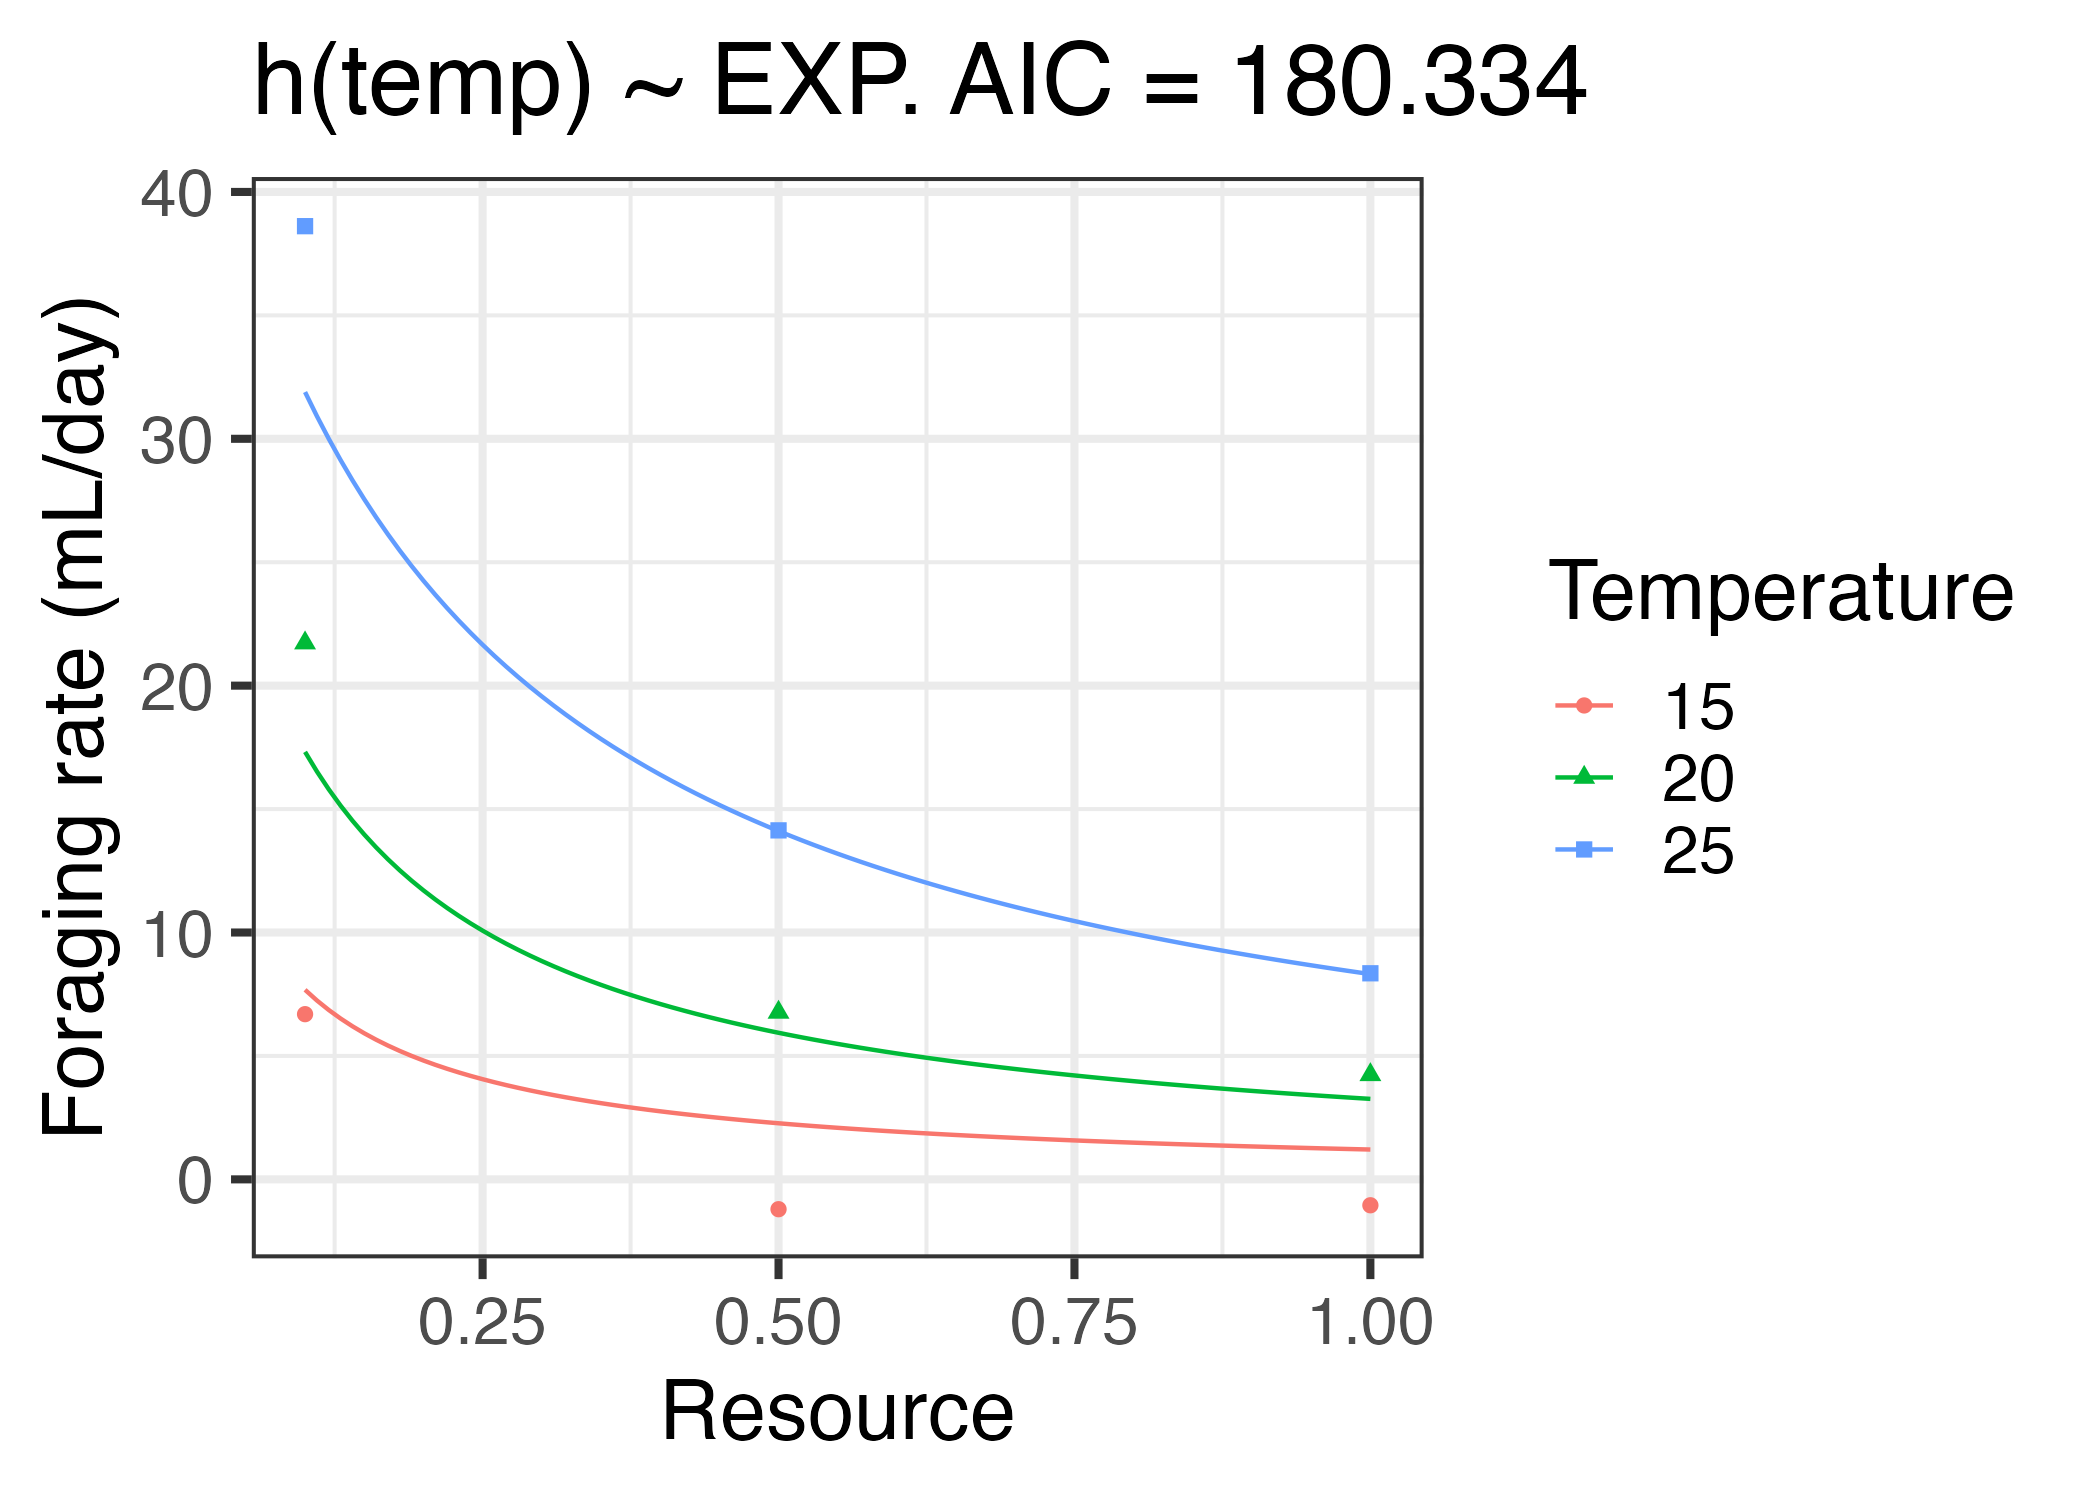 h(temp) ~ EXP. AIC = 180.334
40
30
20
10
0
Foraging rate (mL/day)
0.25 0.50 0.75 1.00
Resource
Temperature
15
20
25